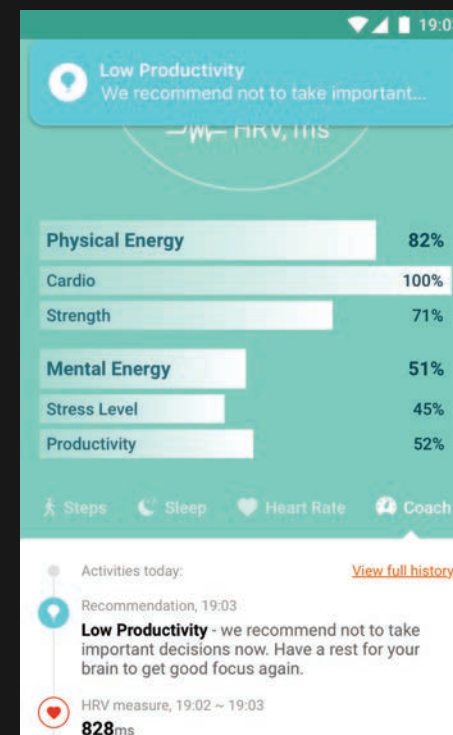 19:03
Low Productivity
We recommend not to take important...
HRV, ms
Physical Energy 82%
Cardio 100%
Strength 71%
Mental Energy 51%
Stress Level 45%
Productivity 52%
Steps Sleep Heart Rate Coach
Activities today: View full history
Recommendation, 19:03
Low Productivity - we recommend not to take
important decisions now. Have a rest for your
brain to get good focus again.
HRV measure, 19:02 ~ 19:03
828ms